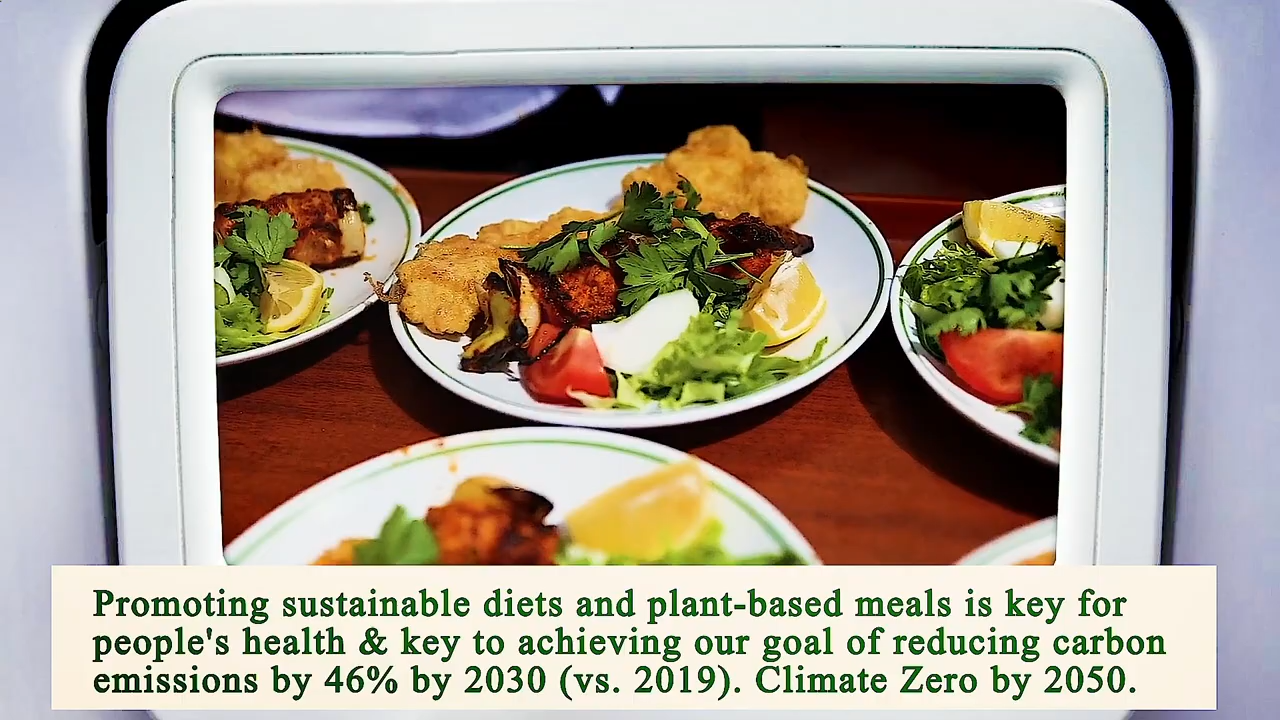 Promoting sustainable diets and plant-based meals is key for
people's health & key to achieving our goal of reducing carbon
emissions by 46% by 2030 (vs. 2019). Climate Zero by 2050.